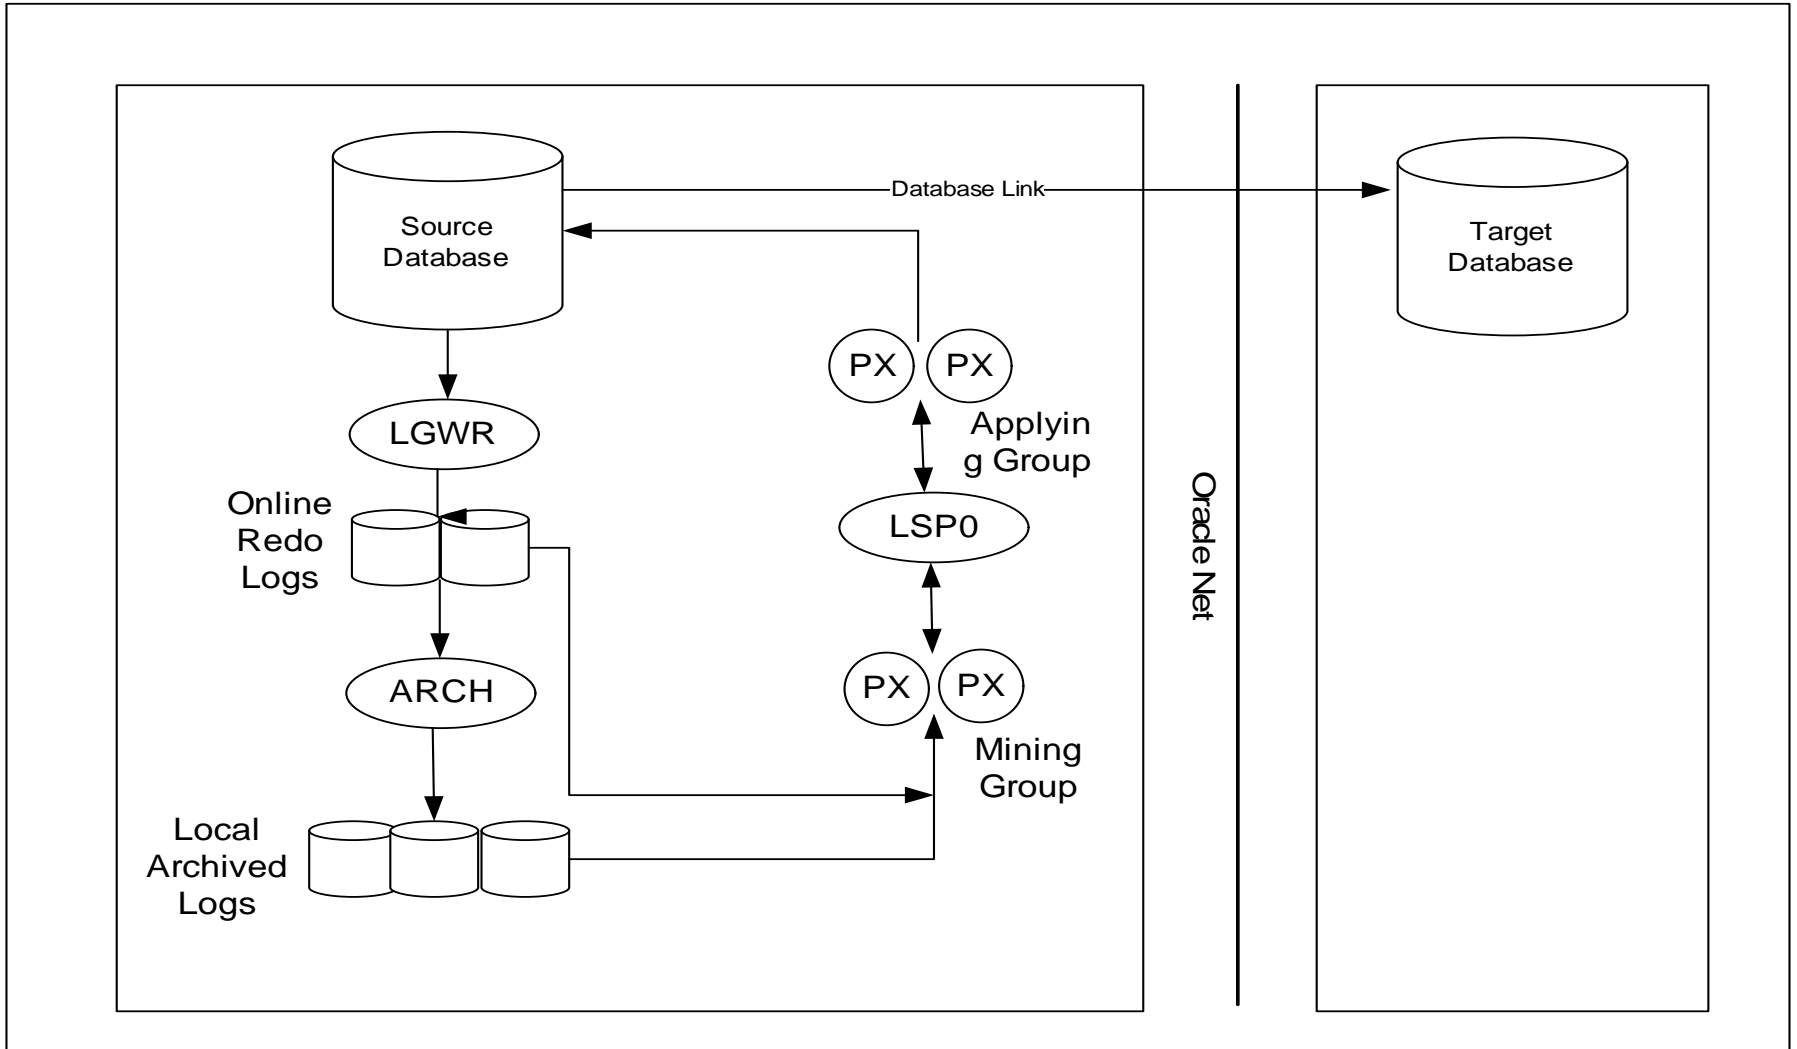 Source
Database
Database Link
Target
Database
PX
PX
LGWR
Applyin
g Group
Online
Redo
Logs
LSP0
Oracle Net
ARCH
PX
PX
Mining
Group
Local
Archived
Logs